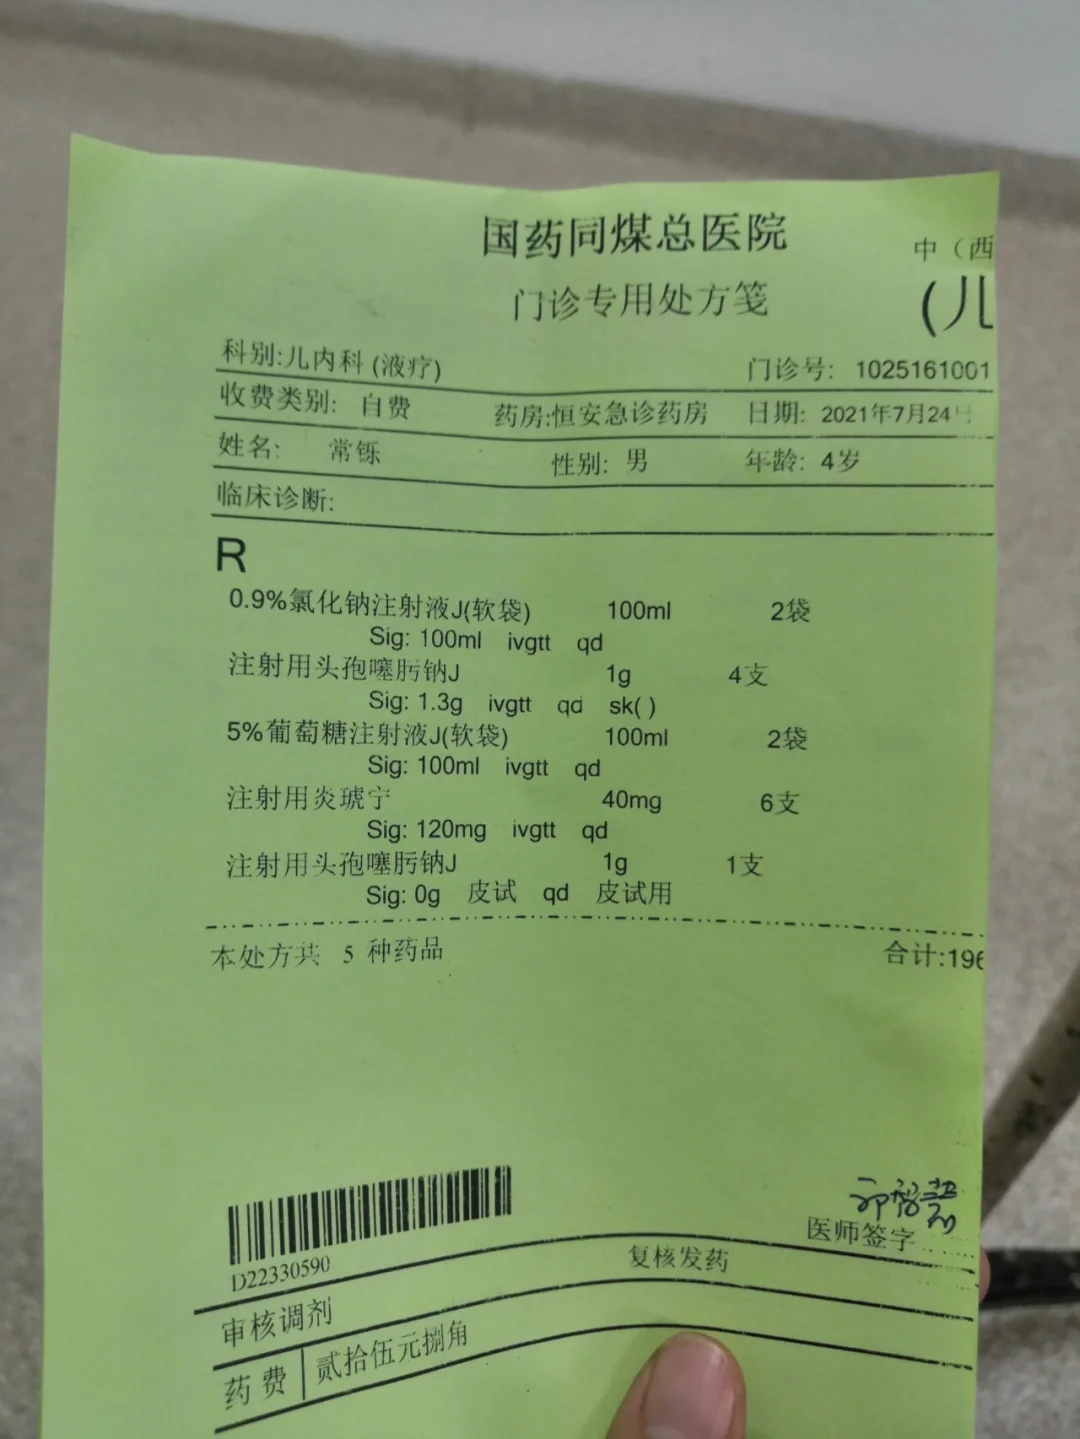 国药同煤总医院
中（西
门诊专用处方笺
(儿
科别:儿内科 (液疗)
门诊号: 1025161001
收费类别: 自费
药房:恒安急诊药房
日期: 2021年7月24日
姓名: 常铄
性别: 男
年龄: 4岁
临床诊断:
R
0.9%氯化钠注射液J(软袋) 100ml 2袋
Sig: 100ml ivgtt qd
注射用头孢噻肟钠J 1g 4支
Sig: 1.3g ivgtt qd sk( )
5%葡萄糖注射液J(软袋) 100ml 2袋
Sig: 100ml ivgtt qd
注射用炎琥宁 40mg 6支
Sig: 120mg ivgtt qd
注射用头孢噻肟钠J 1g 1支
Sig: 0g 皮试 qd 皮试用
本处方共 5 种药品
合计:196
D22330590
医师签字
复核发药
审核调剂
药费 贰拾伍元捌角